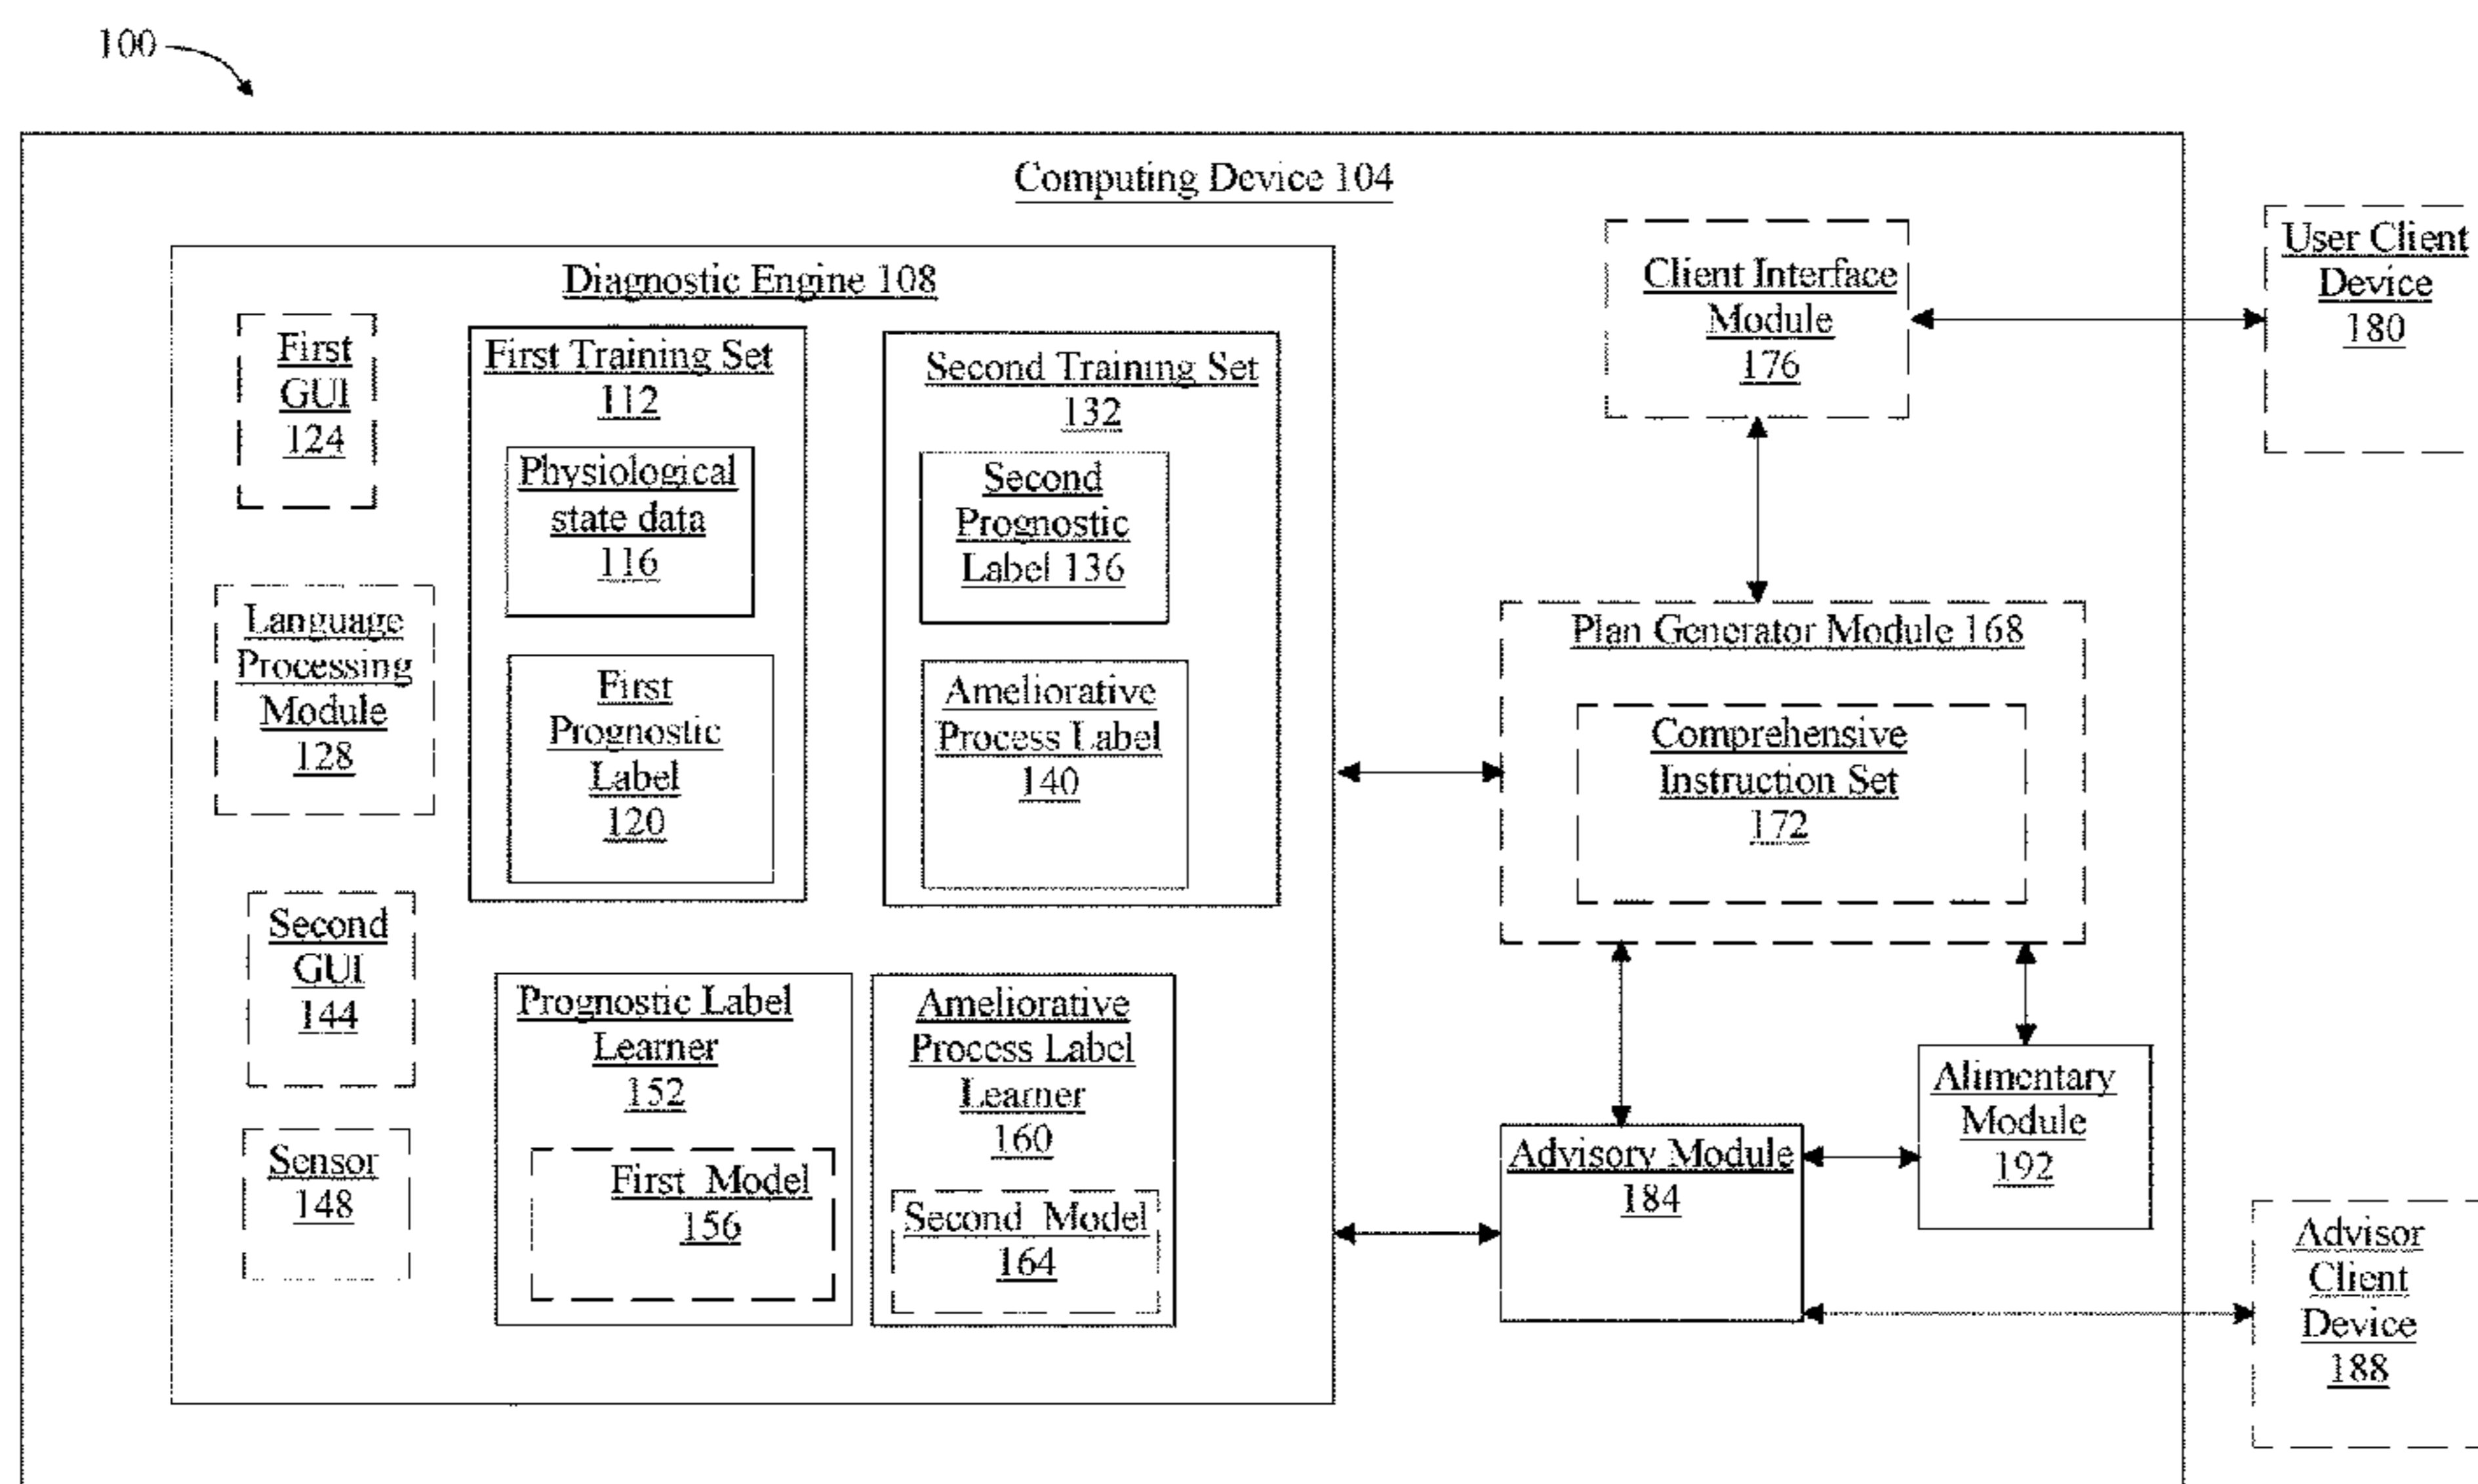 100
Computing Device 104
Diagnostic Engine 108
First
GUI
124
Language
Processing
Module
128
Second
GUI
144
Sensor
148
First Training Set
112
Physiological
state data
116
First
Prognostic
Label
120
Second Training Set
132
Second
Prognostic
Label 136
Ameliorative
Process Label
140
Prognostic Label
Learner
152
First Model
156
Ameliorative
Process Label
Learner
160
Second Model
164
Client Interface
Module
176
User Client
Device
180
Plan Generator Module 168
Comprehensive
Instruction Set
172
Advisory Module
184
Alimentary
Module
192
Advisor
Client
Device
188